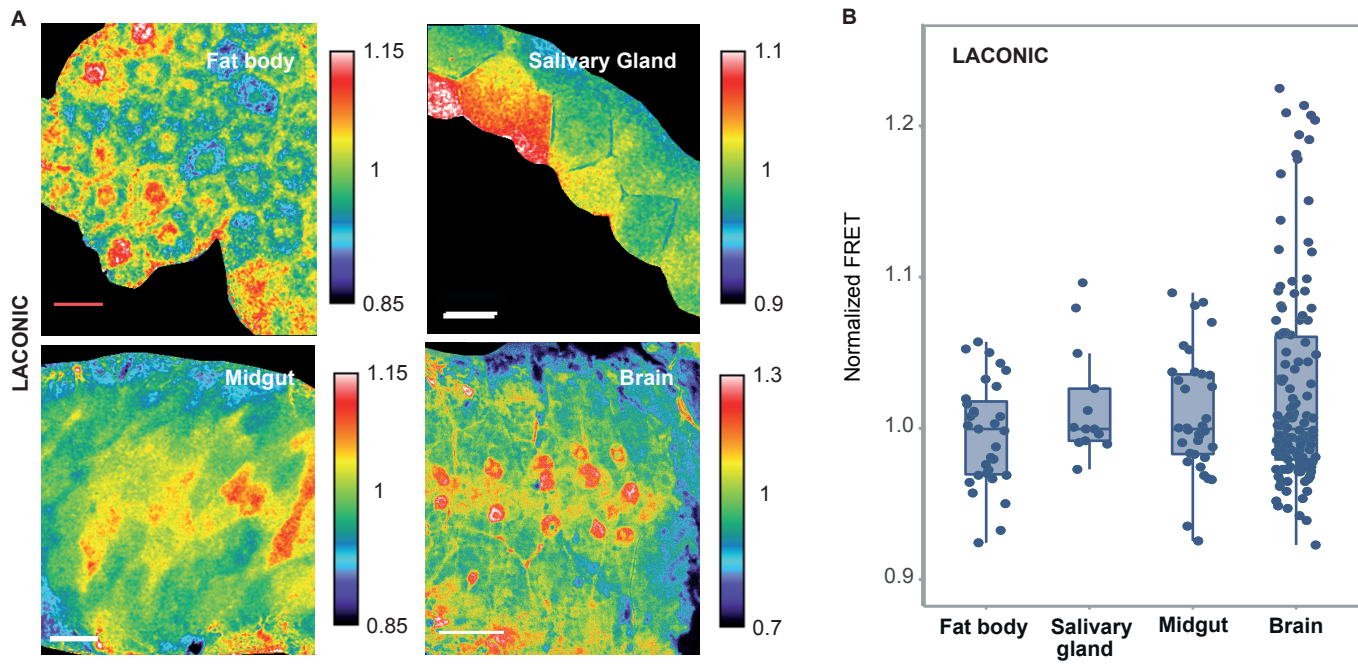 A
LACONIC
Fat body
1.15
1
0.85
Salivary Gland
1.1
1
0.9
Midgut
1.15
1
0.85
Brain
1.3
1
0.7
B
LACONIC
Normalized FRET
1.2
1.1
1.0
0.9
Fat body
Salivary
gland
Midgut
Brain